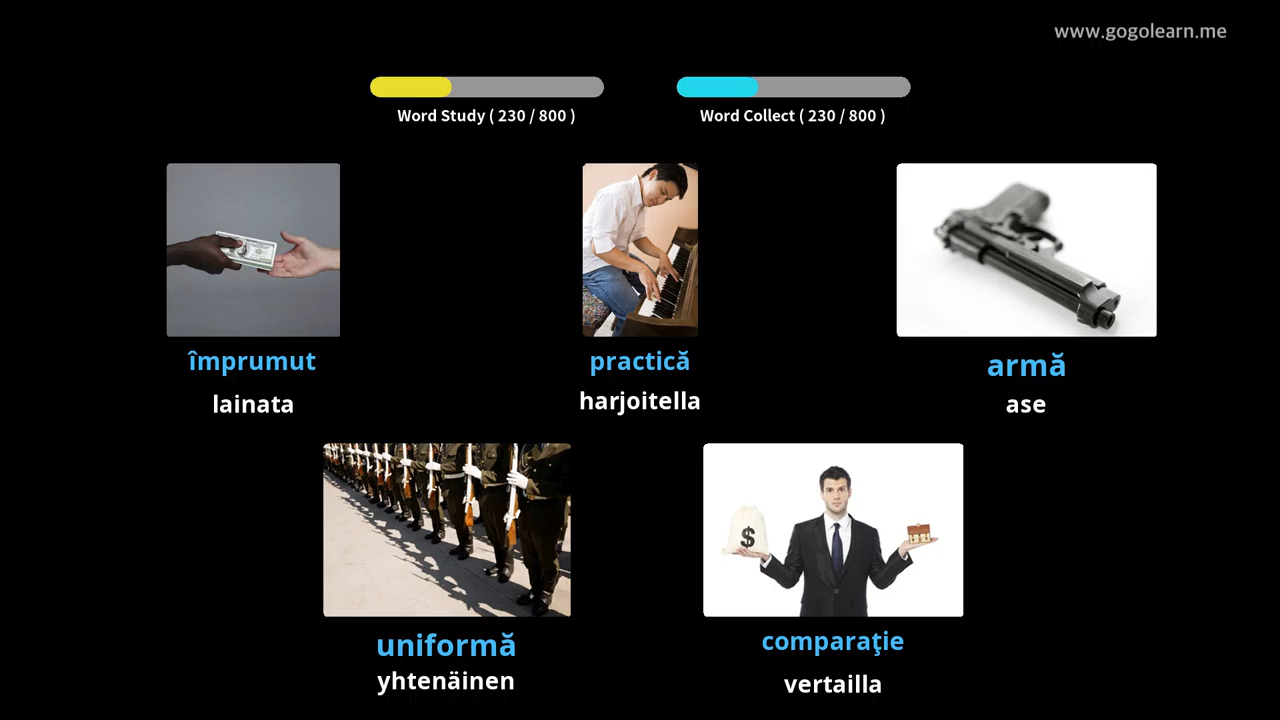 www.gogolearn.me
Word Study ( 230 / 800 )
Word Collect ( 230 / 800 )
împrumut
lainata
practică
harjoitella
armă
ase
uniformă
yhtenäinen
comparaţie
vertailla
$